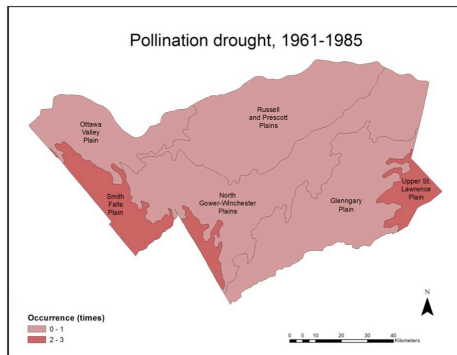 Pollination drought, 1961-1985
Ottawa
Valley
Plain
Russell
and Prescott
Plains
Smith
Falls
Plain
North
Gower-Winchester
Plains
Glenngary
Plain
Upper St.
Lawrence
Plain
N
Occurrence (times)
0 - 1
2 - 3
0 5 10 20 30 40
Kilometers